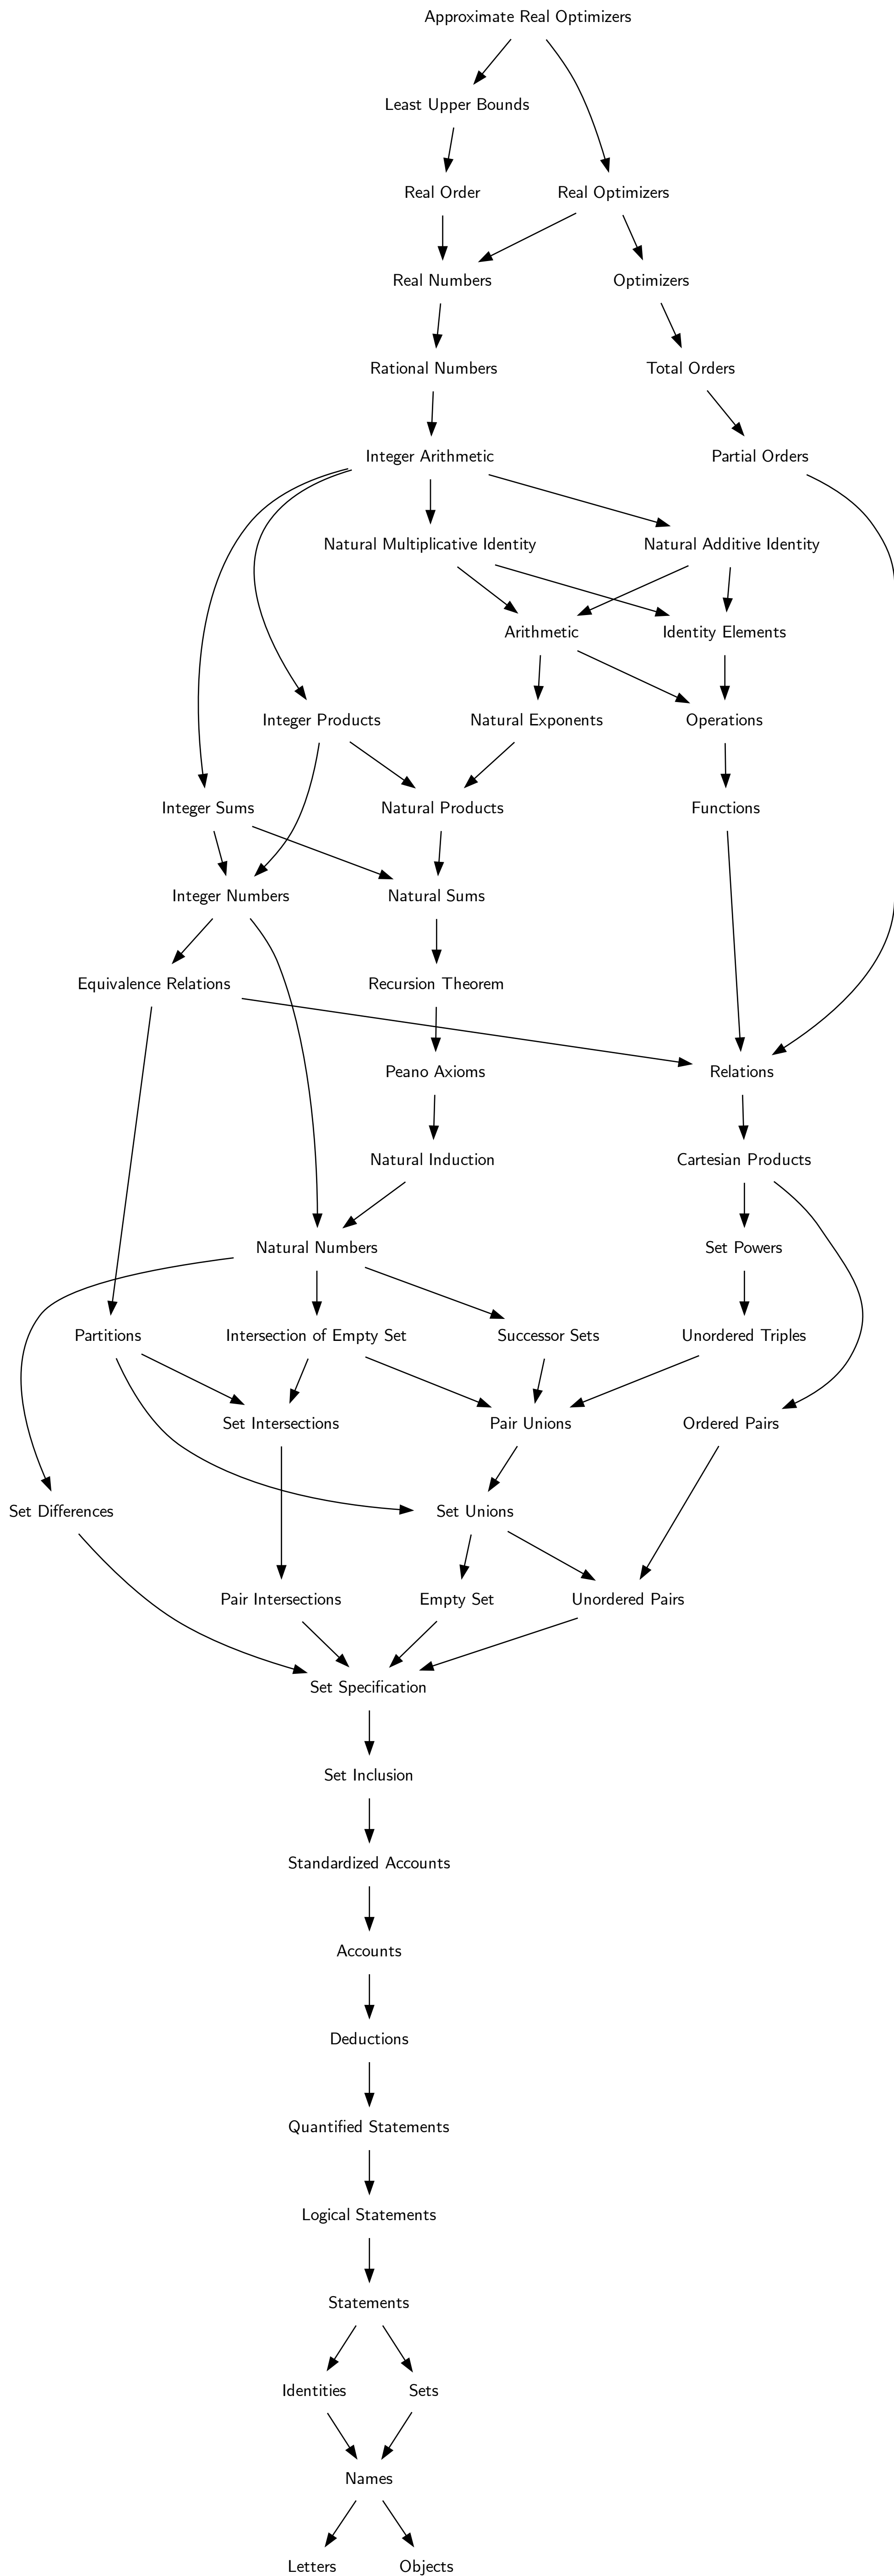 Approximate Real Optimizers
Least Upper Bounds
Real Order
Real Optimizers
Real Numbers
Optimizers
Rational Numbers
Total Orders
Integer Arithmetic
Partial Orders
Natural Multiplicative Identity
Natural Additive Identity
Arithmetic
Identity Elements
Integer Products
Natural Exponents
Operations
Integer Sums
Natural Products
Functions
Integer Numbers
Natural Sums
Equivalence Relations
Recursion Theorem
Peano Axioms
Relations
Natural Induction
Cartesian Products
Natural Numbers
Set Powers
Partitions
Intersection of Empty Set
Successor Sets
Unordered Triples
Set Intersections
Pair Unions
Ordered Pairs
Set Differences
Set Unions
Pair Intersections
Empty Set
Unordered Pairs
Set Specification
Set Inclusion
Standardized Accounts
Accounts
Deductions
Quantified Statements
Logical Statements
Statements
Identities
Sets
Names
Letters
Objects